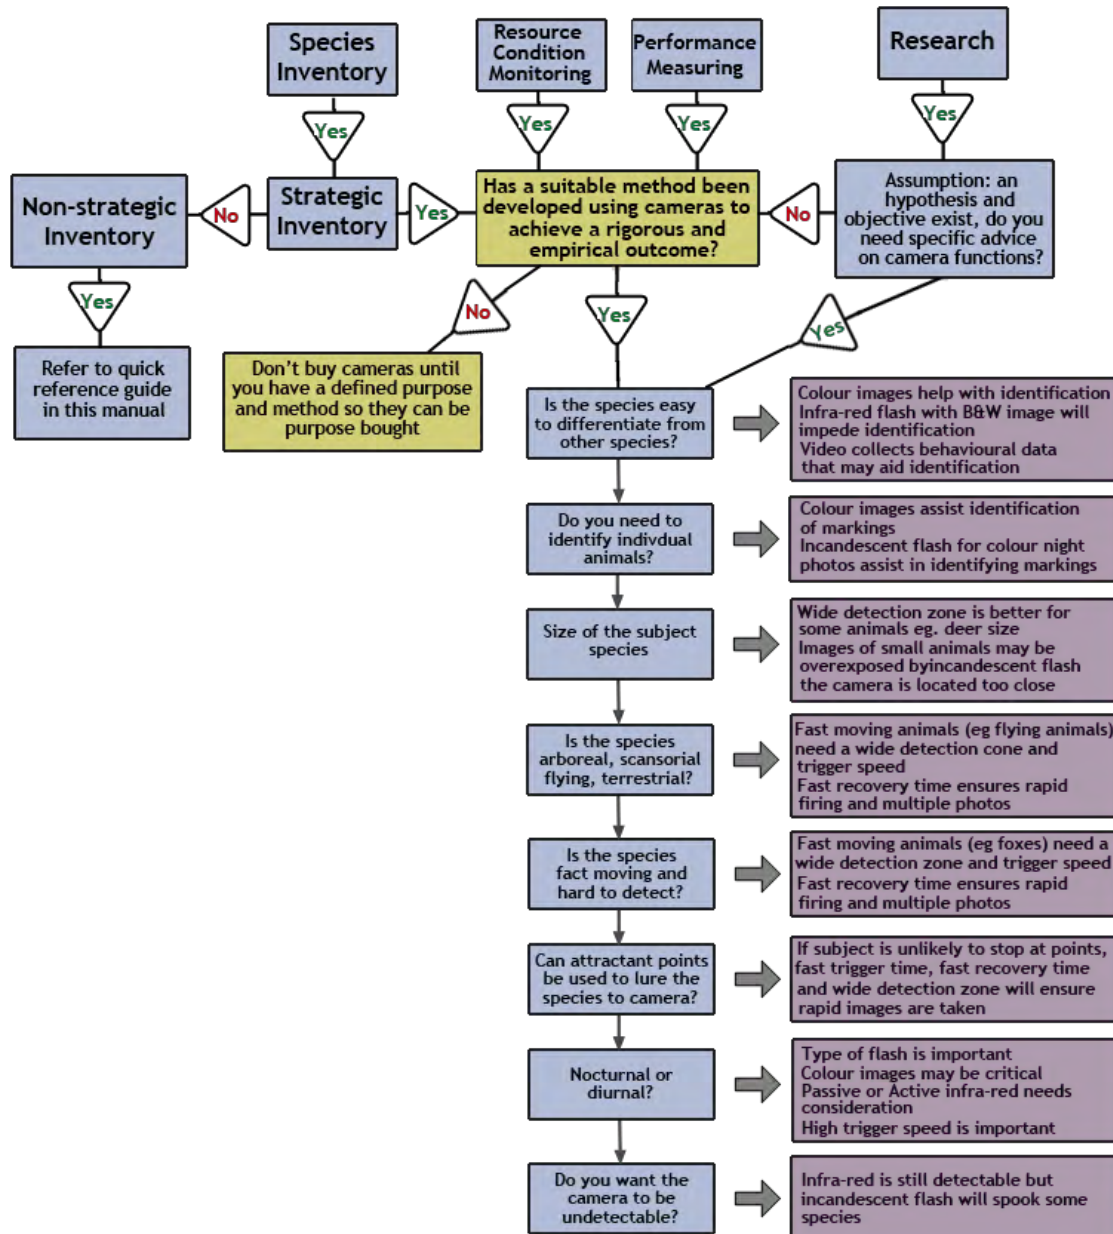 Species
Inventory
Resource
Condition
Monitoring
Performance
Measuring
Research
Yes
Yes
Yes
Yes
Non-strategic
Inventory
No
Strategic
Inventory
Yes
Has a suitable method been
developed using cameras to
achieve a rigorous and
empirical outcome?
No
Assumption: an
hypothesis and
objective exist, do you
need specific advice
on camera functions?
Yes
No
Yes
Yes
Refer to quick
reference guide
in this manual
Don't buy cameras until
you have a defined purpose
and method so they can be
purpose bought
Is the species easy
to differentiate from
other species?
Colour images help with identification
Infra-red flash with B&W image will
impede identification
Video collects behavioural data
that may aid identification
Do you need to
identify indivdual
animals?
Colour images assist identification
of markings
Incandescent flash for colour night
photos assist in identifying markings
Size of the subject
species
Wide detection zone is better for
some animals eg. deer size
Images of small animals may be
overexposed byincandescent flash
the camera is located too close
Is the species
arboreal, scansorial
flying, terrestrial?
Fast moving animals (eg flying animals)
need a wide detection cone and
trigger speed
Fast recovery time ensures rapid
firing and multiple photos
Is the species
fact moving and
hard to detect?
Fast moving animals (eg foxes) need a
wide detection zone and trigger speed
Fast recovery time ensures rapid
firing and multiple photos
Can attractant points
be used to lure the
species to camera?
If subject is unlikely to stop at points,
fast trigger time, fast recovery time
and wide detection zone will ensure
rapid images are taken
Nocturnal or
diurnal?
Type of flash is important
Colour images may be critical
Passive or Active infra-red needs
consideration
High trigger speed is important
Do you want the
camera to be
undetectable?
Infra-red is still detectable but
incandescent flash will spook some
species